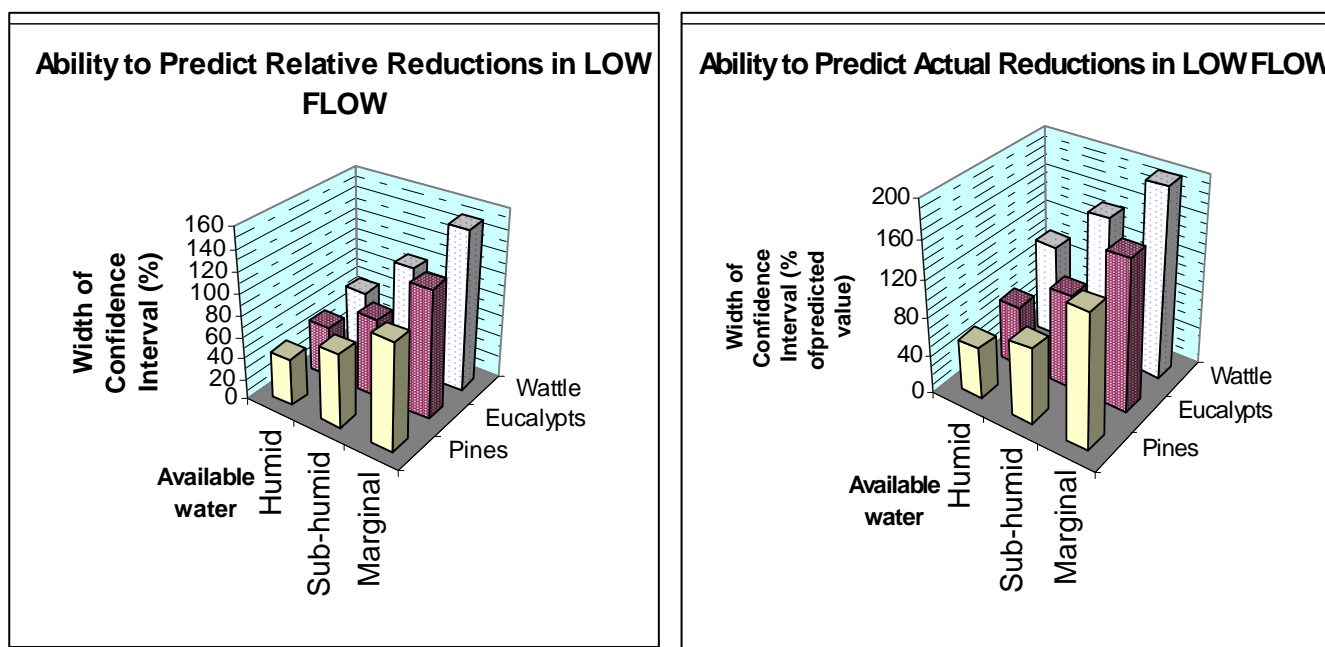 Ability to Predict Relative Reductions in LOW
FLOW
160
140
120
100
80
60
40
20
0
Width of
Confidence
Interval (%)
Available
water
Humid
Sub-humid
Marginal
Pines
Eucalypts
Wattle
Ability to Predict Actual Reductions in LOW FLOW
200
160
120
80
40
0
Width of
Confidence
Interval (%
ofpredicted
value)
Available
water
Humid
Sub-humid
Marginal
Pines
Eucalypts
Wattle